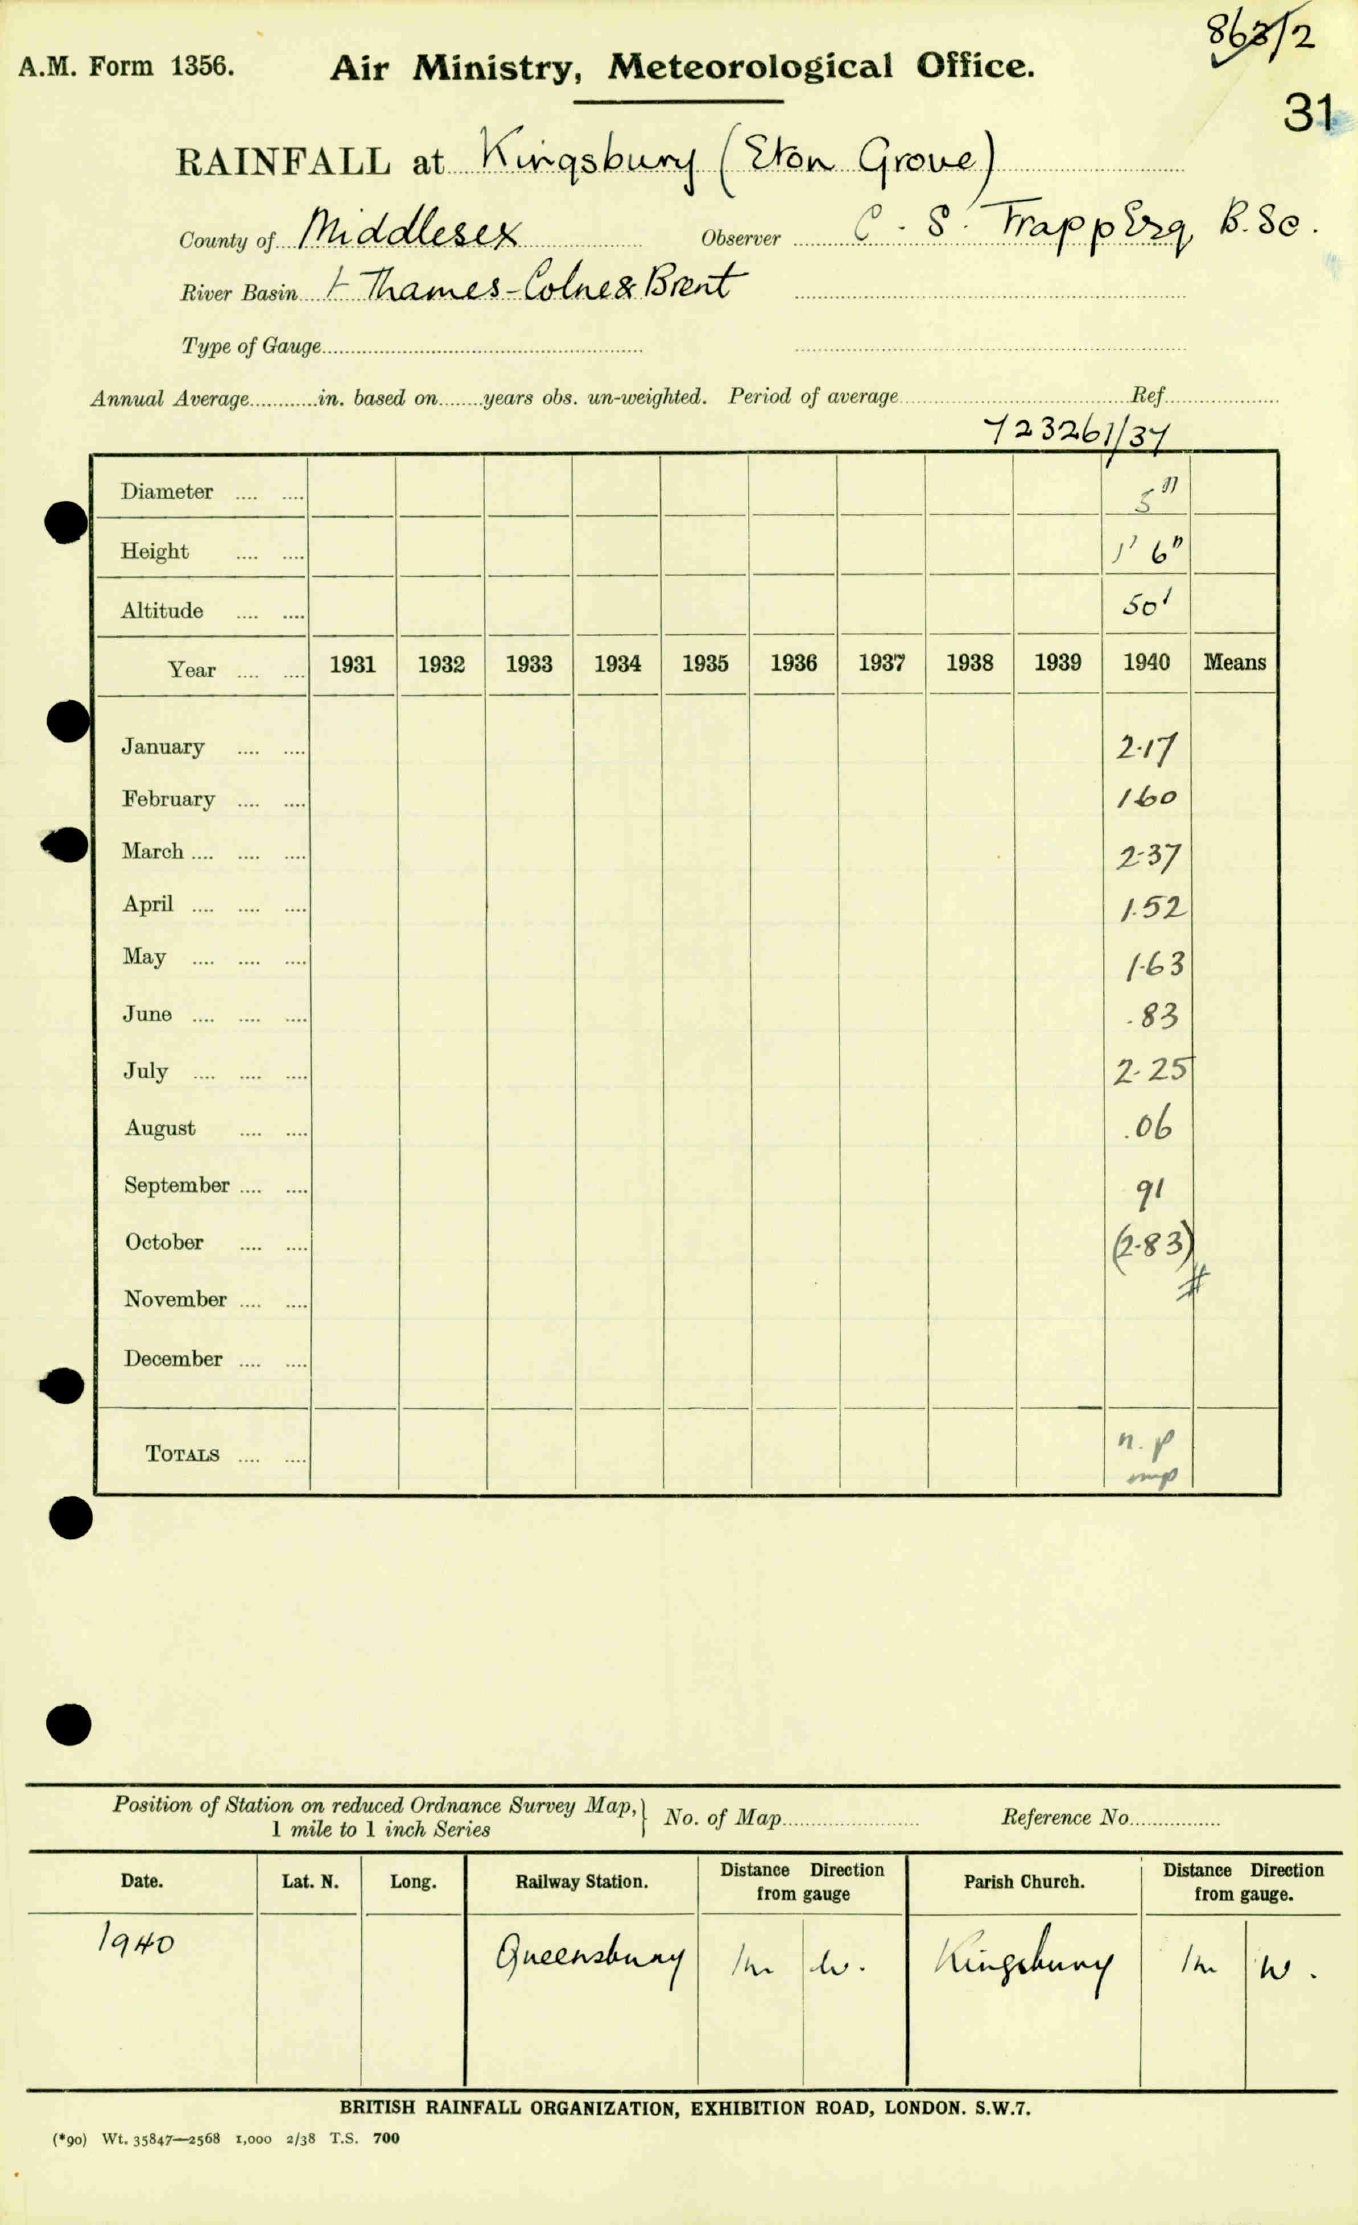 863/2
A.M. Form 1356. Air Ministry, Meteorological Office.
31
RAINFALL at Kingsbury (Eton Grove)
County of Middlesex Observer C. S. Trapp Esq, B.Sc.
River Basin Thames-Colne & Brent
Type of Gauge
Annual Average in. based on years obs. un-weighted. Period of average Ref.
723261/37
Diameter 5"
Height 1' 6"
Altitude 50'
Year 1931 1932 1933 1934 1935 1936 1937 1938 1939 1940 Means
January 2.17
February 1.60
March 2.37
April 1.52
May 1.63
June .83
July 2.25
August .06
September 91
October (2.83)
#
November
December
TOTALS n.p
Position of Station on reduced Ordnance Survey Map, 1 mile to 1 inch Series } No. of Map Reference No.
Date. Lat. N. Long. Railway Station. Distance Direction from gauge Parish Church. Distance Direction from gauge.
1940 Queensbury 1m W. Kingsbury 1m W.
BRITISH RAINFALL ORGANIZATION, EXHIBITION ROAD, LONDON. S.W.7.
(*90) Wt. 35847—2568 1,000 2/38 T.S. 700